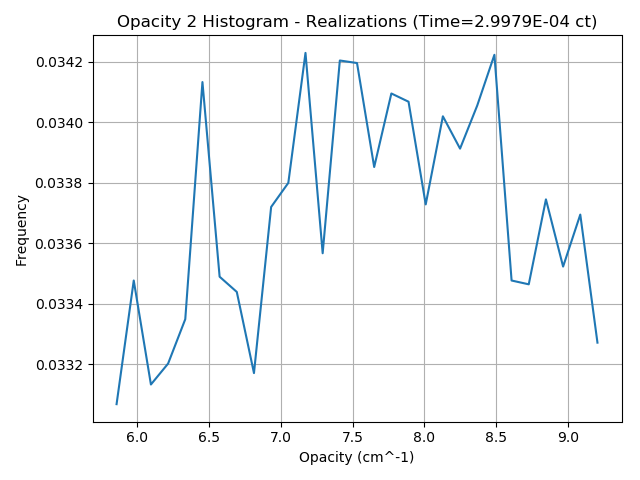 Opacity 2 Histogram - Realizations (Time=2.9979E-04 ct)
0.0342
0.0340
0.0338
0.0336
0.0334
0.0332
Frequency
6.0 6.5 7.0 7.5 8.0 8.5 9.0
Opacity (cm^-1)